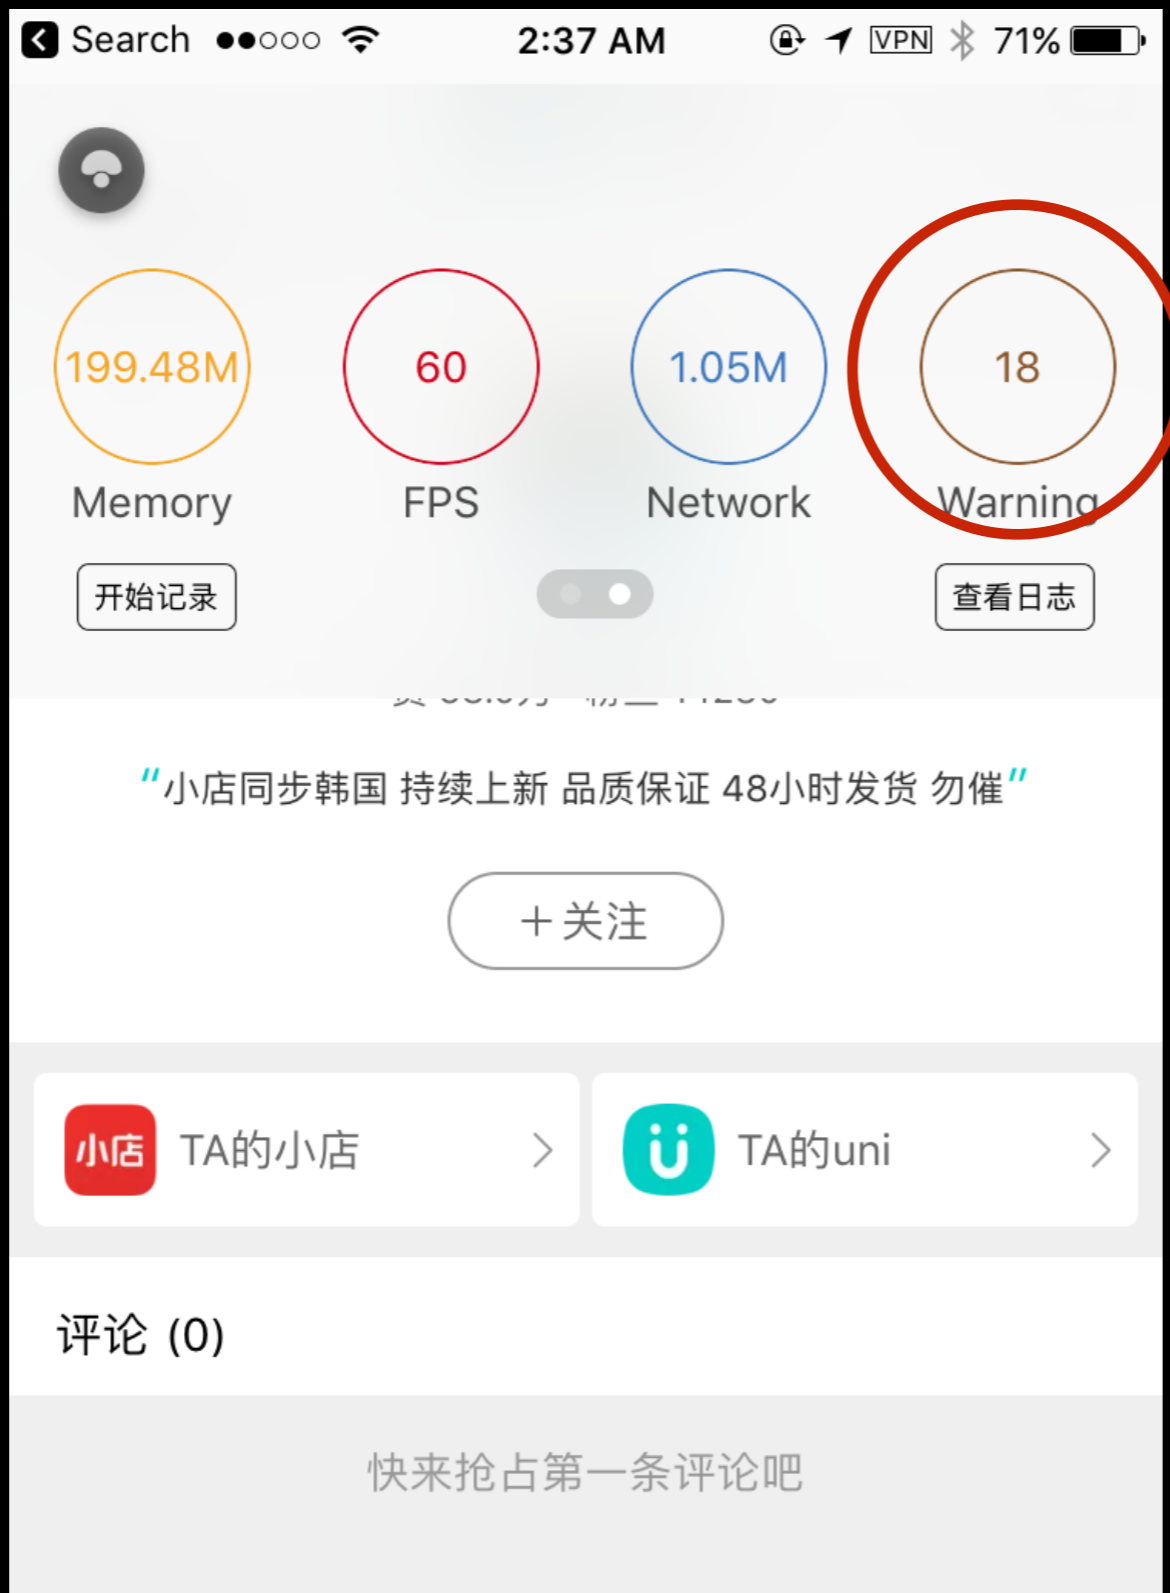 Search 2:37 AM VPN 71%
199.48M 60 1.05M 18
Memory FPS Network Warning
开始记录 查看日志
"小店同步韩国 持续上新 品质保证 48小时发货 勿催"
+关注
小店 TA的小店 Ü TA的uni
评论 (0)
快来抢占第一条评论吧